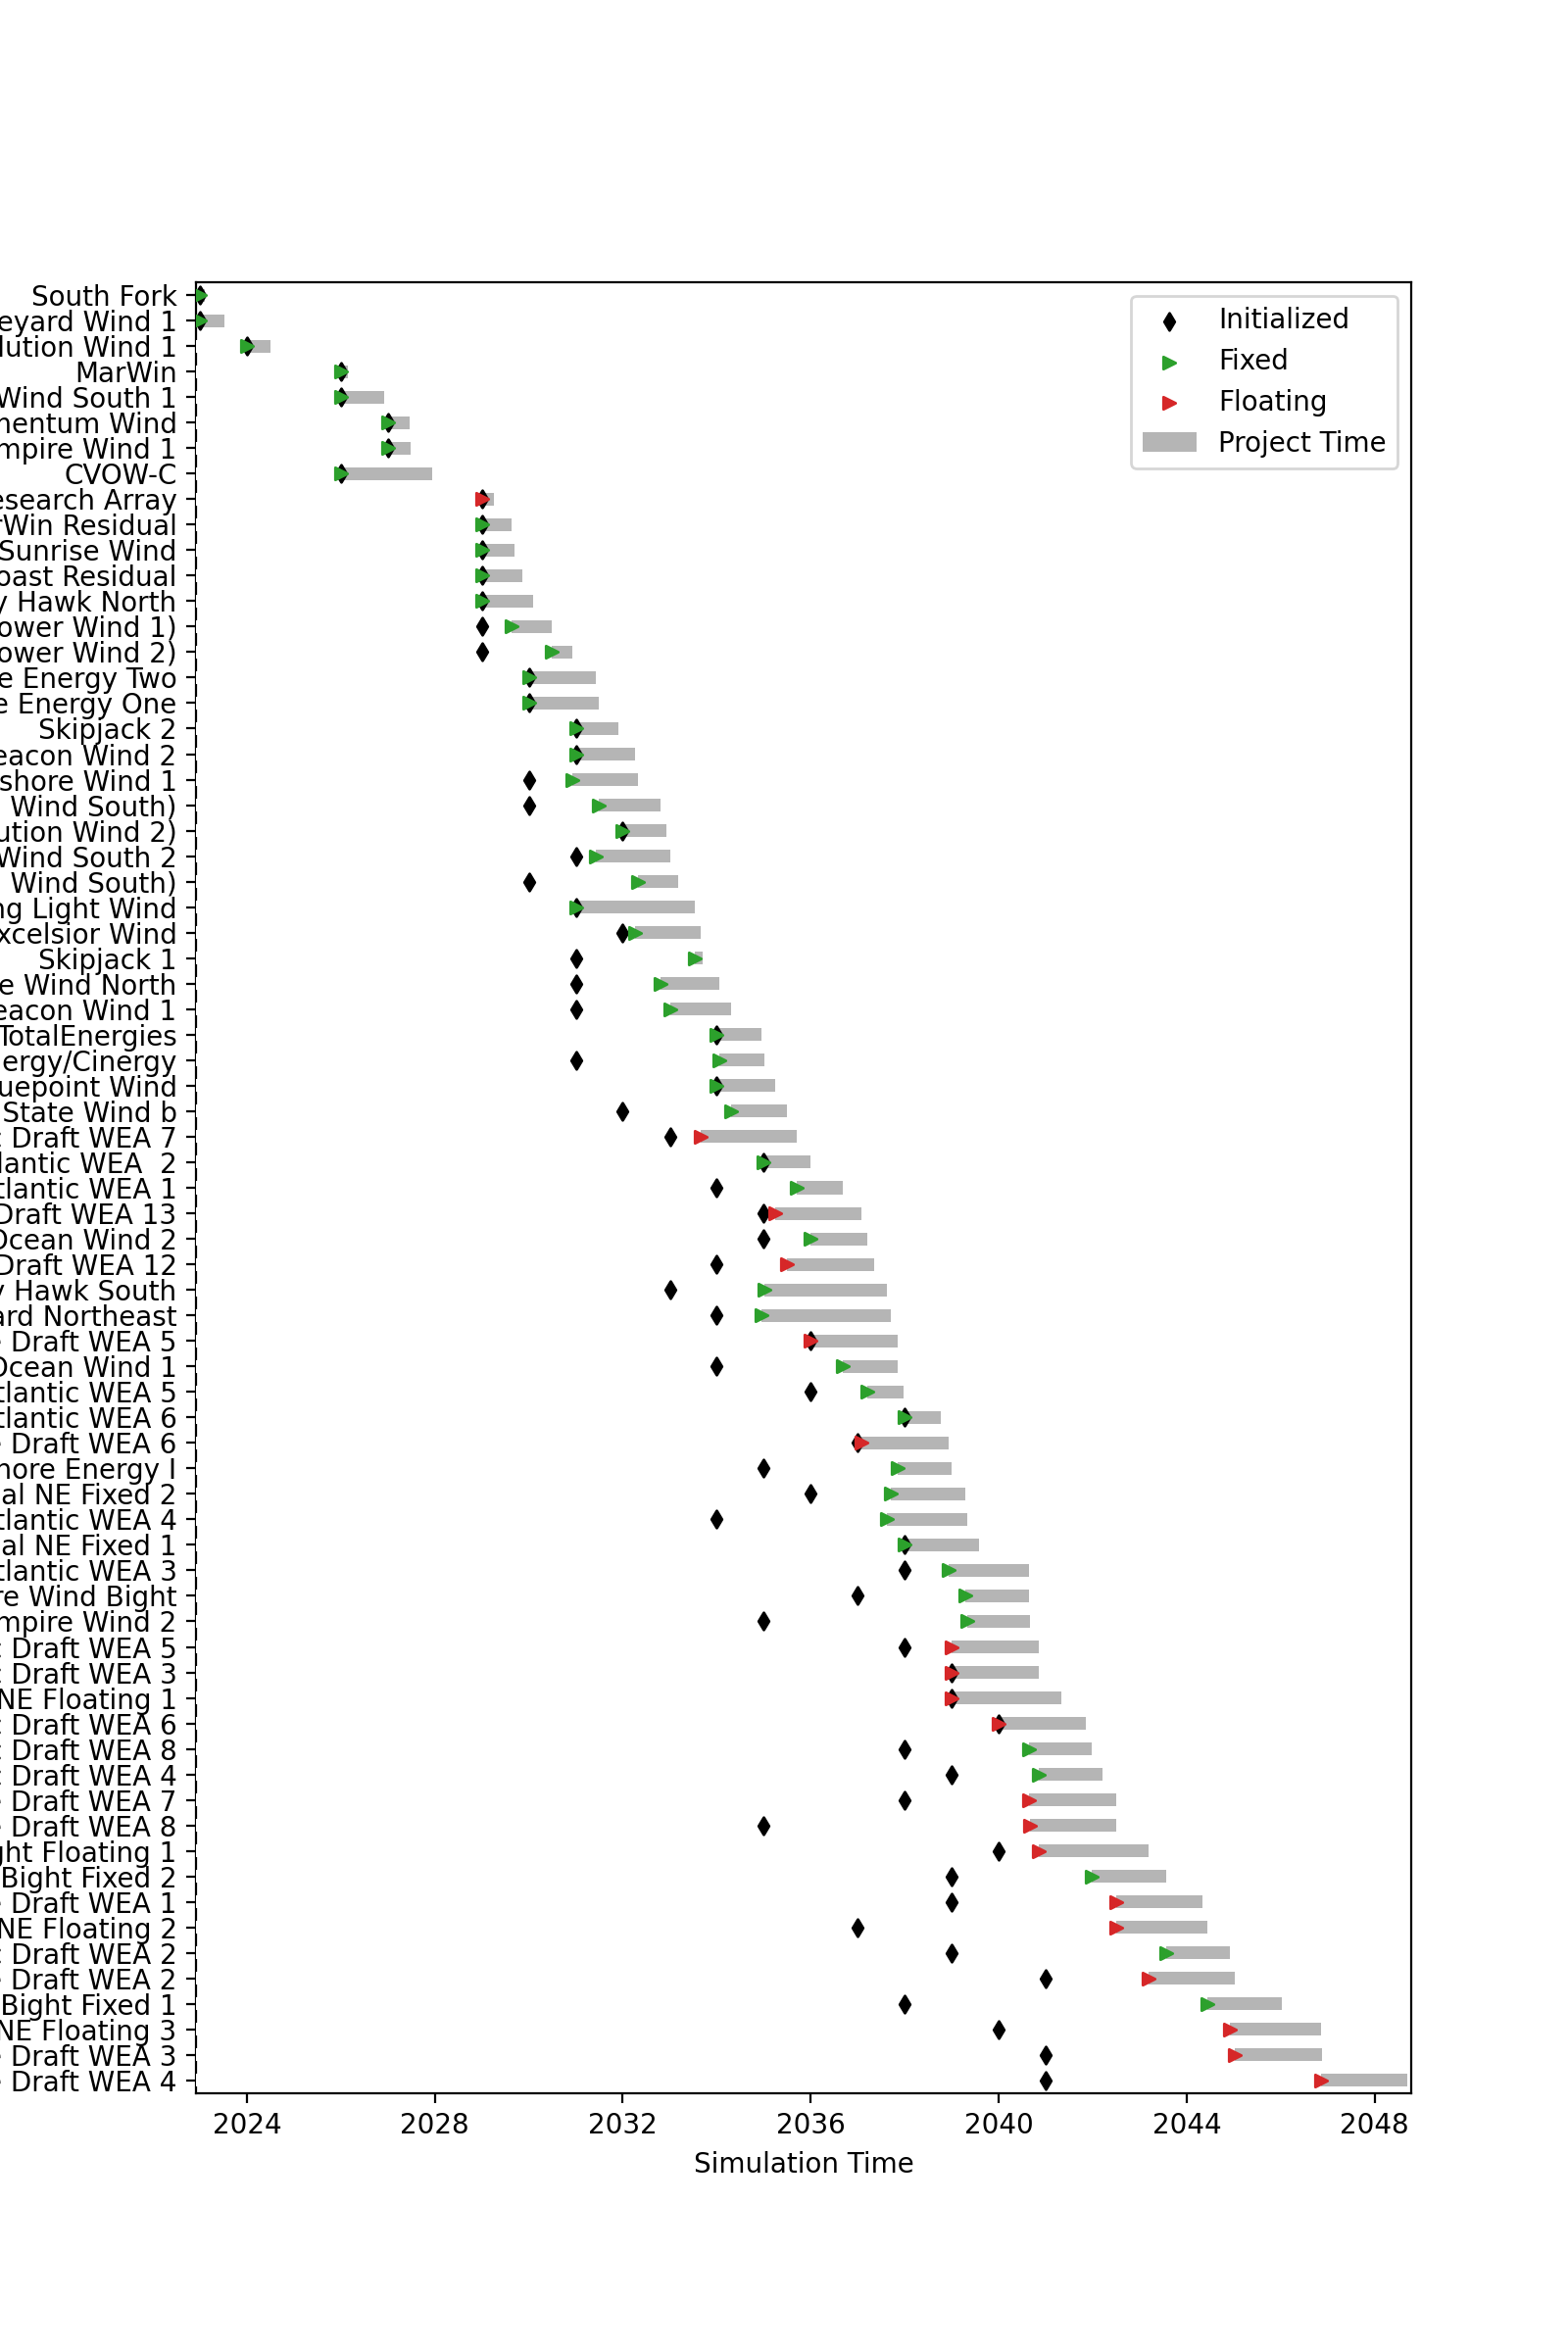 South Fork
eyard Wind 1
lution Wind 1
MarWin
Wind South 1
nentum Wind
mpire Wind 1
CVOW-C
esearch Array
rWin Residual
Sunrise Wind
oast Residual
y Hawk North
ower Wind 1)
ower Wind 2)
e Energy Two
e Energy One
Skipjack 2
eacon Wind 2
shore Wind 1
Wind South)
ution Wind 2)
Wind South 2
Wind South)
ng Light Wind
xcelsior Wind
Skipjack 1
e Wind North
eacon Wind 1
TotalEnergies
ergy/Cinergy
uepoint Wind
State Wind b
c Draft WEA 7
lantic WEA  2
tlantic WEA 1
Draft WEA 13
Ocean Wind 2
Draft WEA 12
y Hawk South
ard Northeast
e Draft WEA 5
Ocean Wind 1
tlantic WEA 5
tlantic WEA 6
e Draft WEA 6
hore Energy I
al NE Fixed 2
tlantic WEA 4
al NE Fixed 1
tlantic WEA 3
re Wind Bight
mpire Wind 2
c Draft WEA 5
c Draft WEA 3
NE Floating 1
c Draft WEA 6
c Draft WEA 8
c Draft WEA 4
e Draft WEA 7
e Draft WEA 8
ght Floating 1
Bight Fixed 2
e Draft WEA 1
NE Floating 2
c Draft WEA 2
e Draft WEA 2
Bight Fixed 1
NE Floating 3
e Draft WEA 3
e Draft WEA 4
Initialized
Fixed
Floating
Project Time
2024 2028 2032 2036 2040 2044 2048
Simulation Time